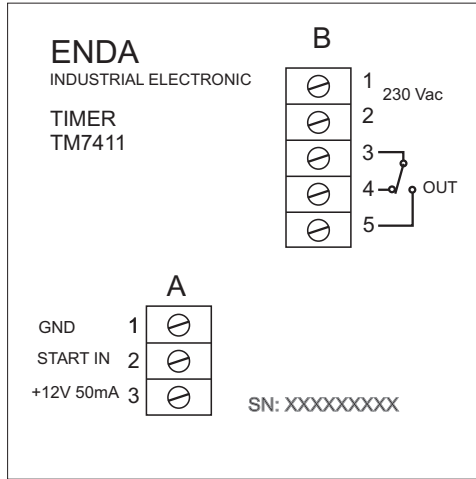 ENDA
INDUSTRIAL ELECTRONIC
TIMER
TM7411
B
1 230 Vac
2
3
4 OUT
5
A
GND 1
START IN 2
+12V 50mA 3
SN: XXXXXXXXX